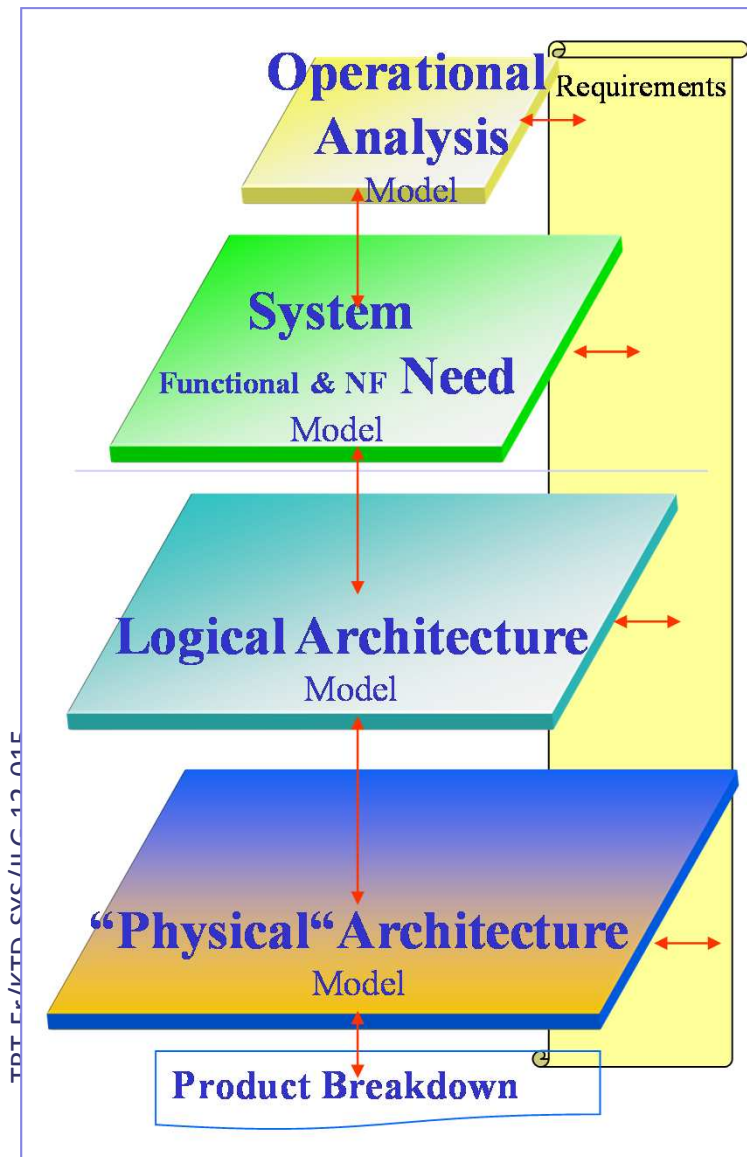 Operational
Requirements
Analysis
Model
System
Functional & NF Need
Model
Logical Architecture
Model
“Physical“ Architecture
Model
Product Breakdown